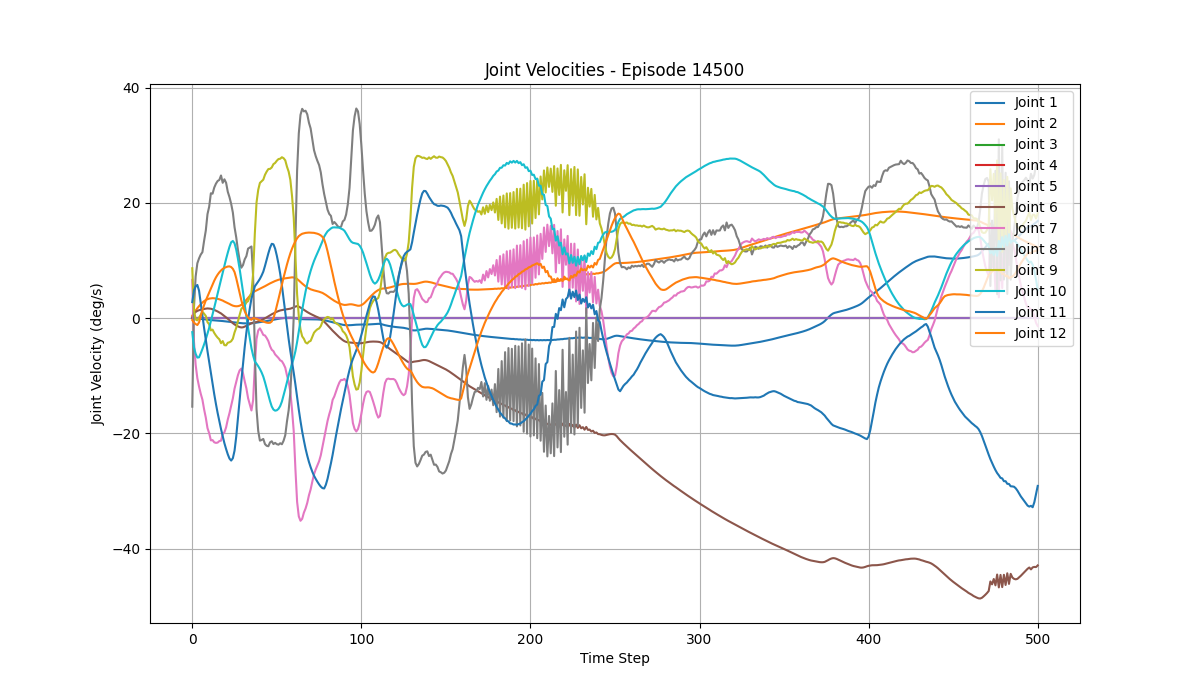 Joint Velocities - Episode 14500
Joint Velocity (deg/s)
40
20
0
−20
−40
0 100 200 300 400 500
Time Step
Joint 1
Joint 2
Joint 3
Joint 4
Joint 5
Joint 6
Joint 7
Joint 8
Joint 9
Joint 10
Joint 11
Joint 12